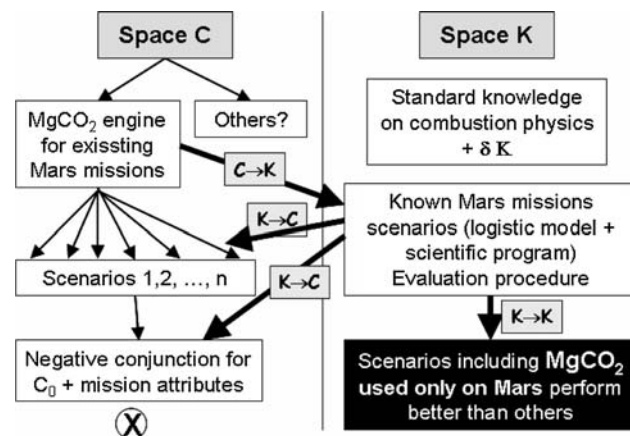 Space C
Space K
MgCO₂ engine
for exissting
Mars missions
Others?
Standard knowledge
on combustion physics
+ δ K
C→K
Known Mars missions
scenarios (logistic model +
scientific program)
Evaluation procedure
K→C
Scenarios 1,2, ..., n
K→C
K→K
Negative conjunction for
C₀ + mission attributes
X
Scenarios including MgCO₂
used only on Mars perform
better than others